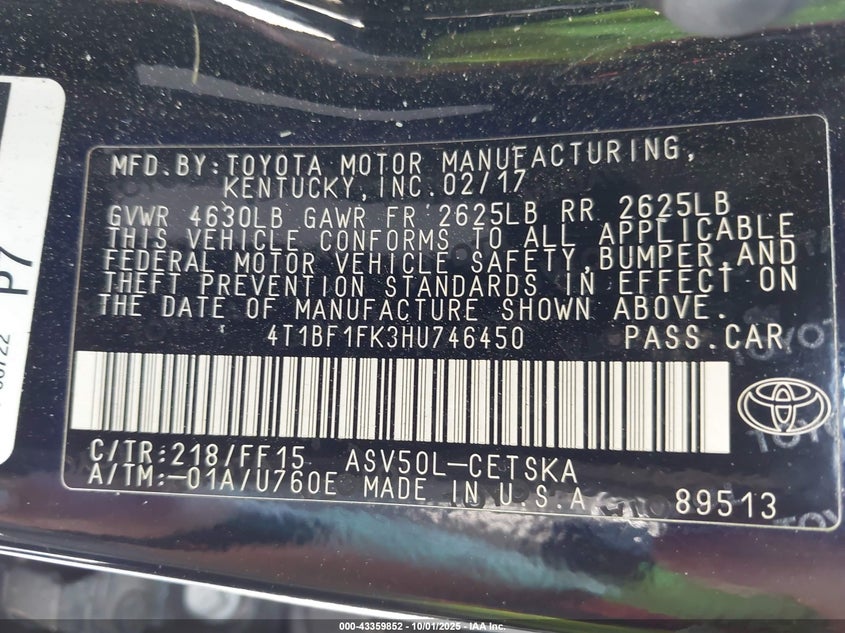 MFD.BY:TOYOTA MOTOR MANUFACTURING,
KENTUCKY,INC.02/17
GVWR 4630LB GAWR FR 2625LB RR 2625LB
THIS VEHICLE CONFORMS TO ALL APPLICABLE
FEDERAL MOTOR VEHICLE SAFETY,BUMPER,AND
THEFT PREVENTION STANDARDS IN EFFECT ON
THE DATE OF MANUFACTURE SHOWN ABOVE.
4T1BF1FK3HU746450 PASS.CAR
C/TR:218/FF15 ASV50L-CETSKA
A/TM:-01A/U760E MADE IN U.S.A. 89513
P7
000-43359852 | 10/01/2025 - IAAI.COM